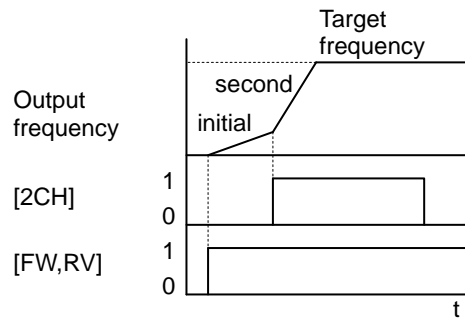 Target
frequency
second
initial
Output
frequency
[2CH]
1
0
[FW,RV]
1
0
t